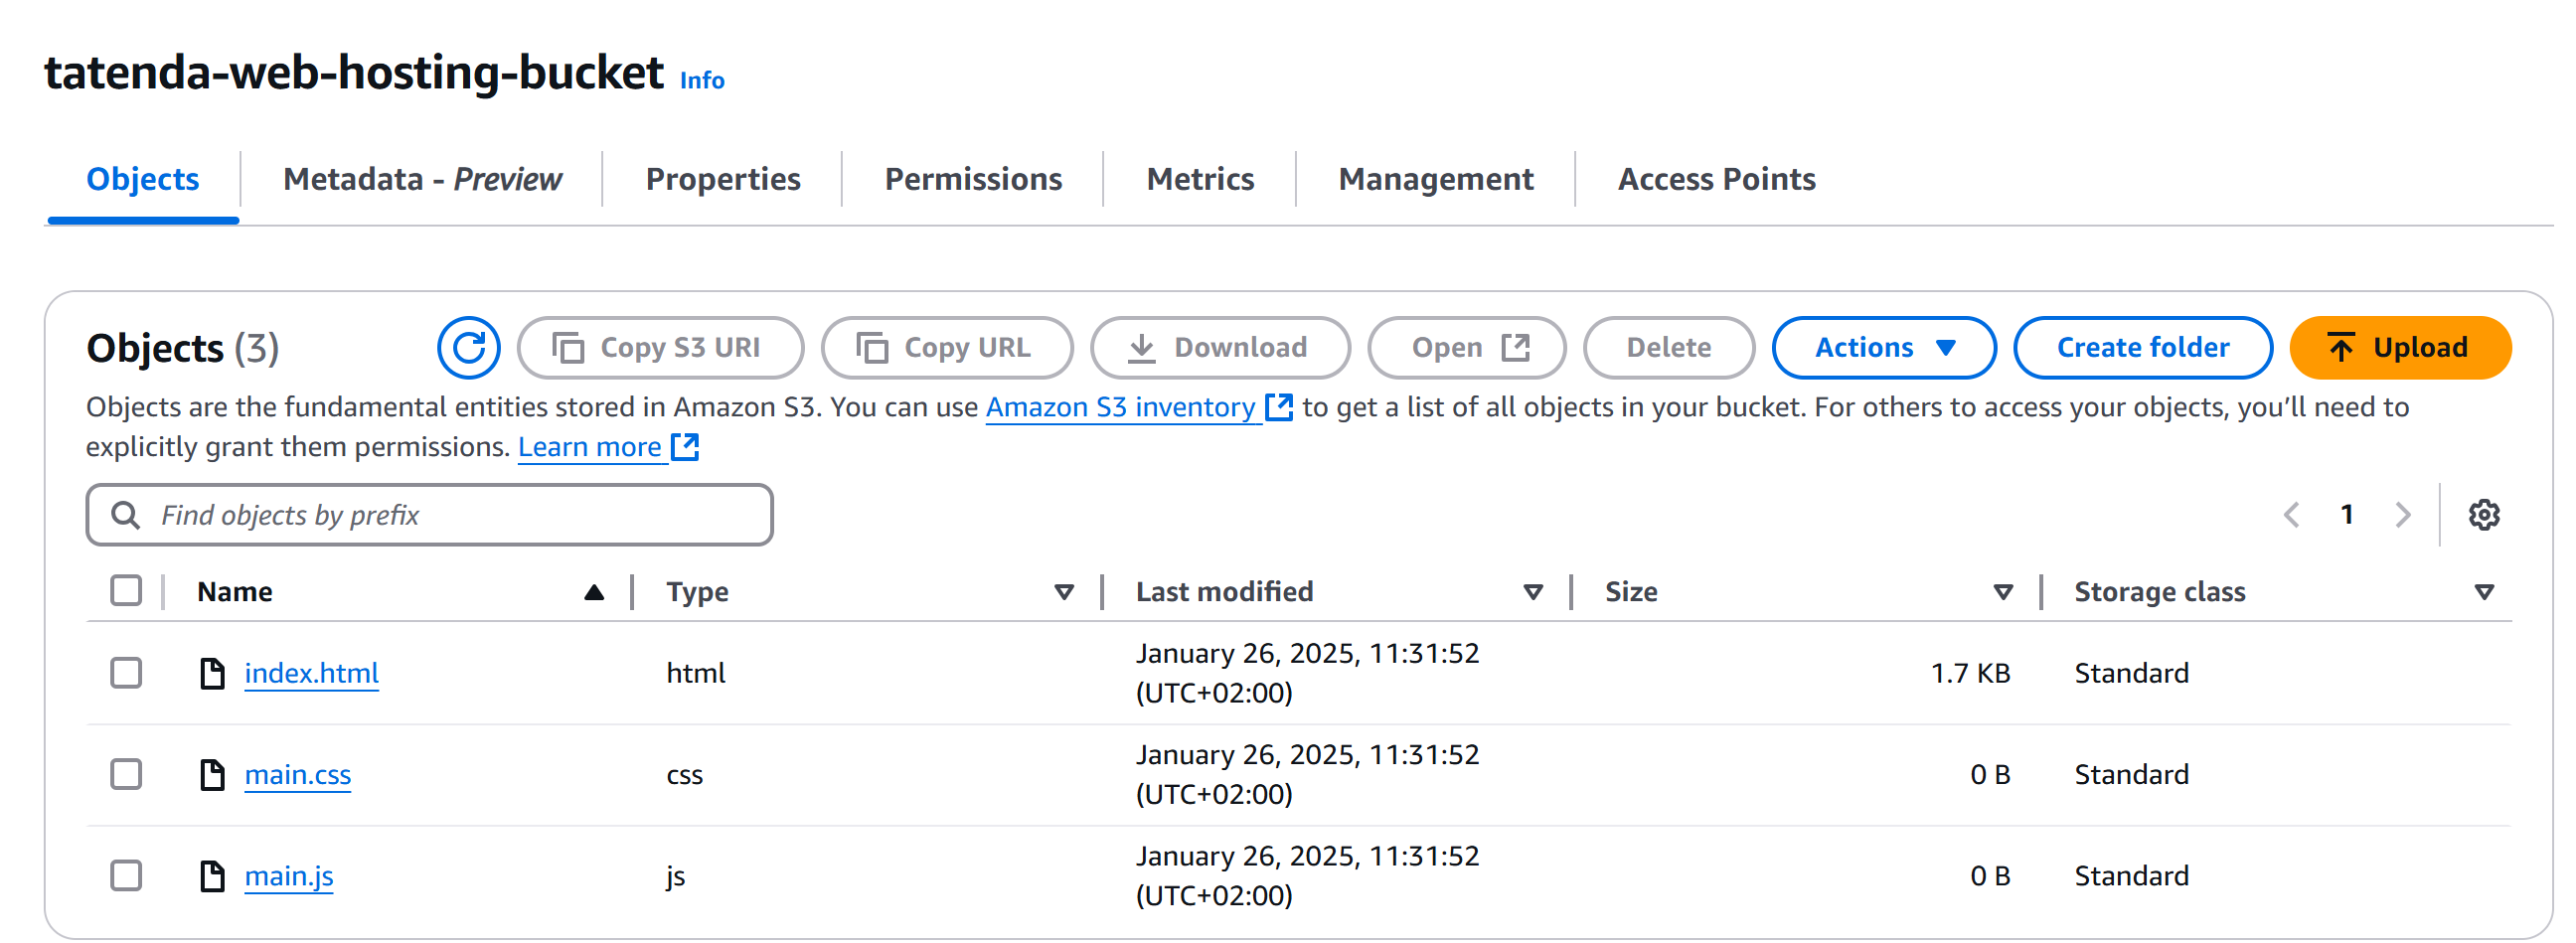 tatenda-web-hosting-bucket Info
Objects Metadata - Preview Properties Permissions Metrics Management Access Points
Objects (3) Copy S3 URI Copy URL Download Open Delete Actions Create folder Upload
Objects are the fundamental entities stored in Amazon S3. You can use Amazon S3 inventory to get a list of all objects in your bucket. For others to access your objects, you’ll need to
explicitly grant them permissions. Learn more
Find objects by prefix 1
Name Type Last modified Size Storage class
index.html html January 26, 2025, 11:31:52 (UTC+02:00) 1.7 KB Standard
main.css css January 26, 2025, 11:31:52 (UTC+02:00) 0 B Standard
main.js js January 26, 2025, 11:31:52 (UTC+02:00) 0 B Standard